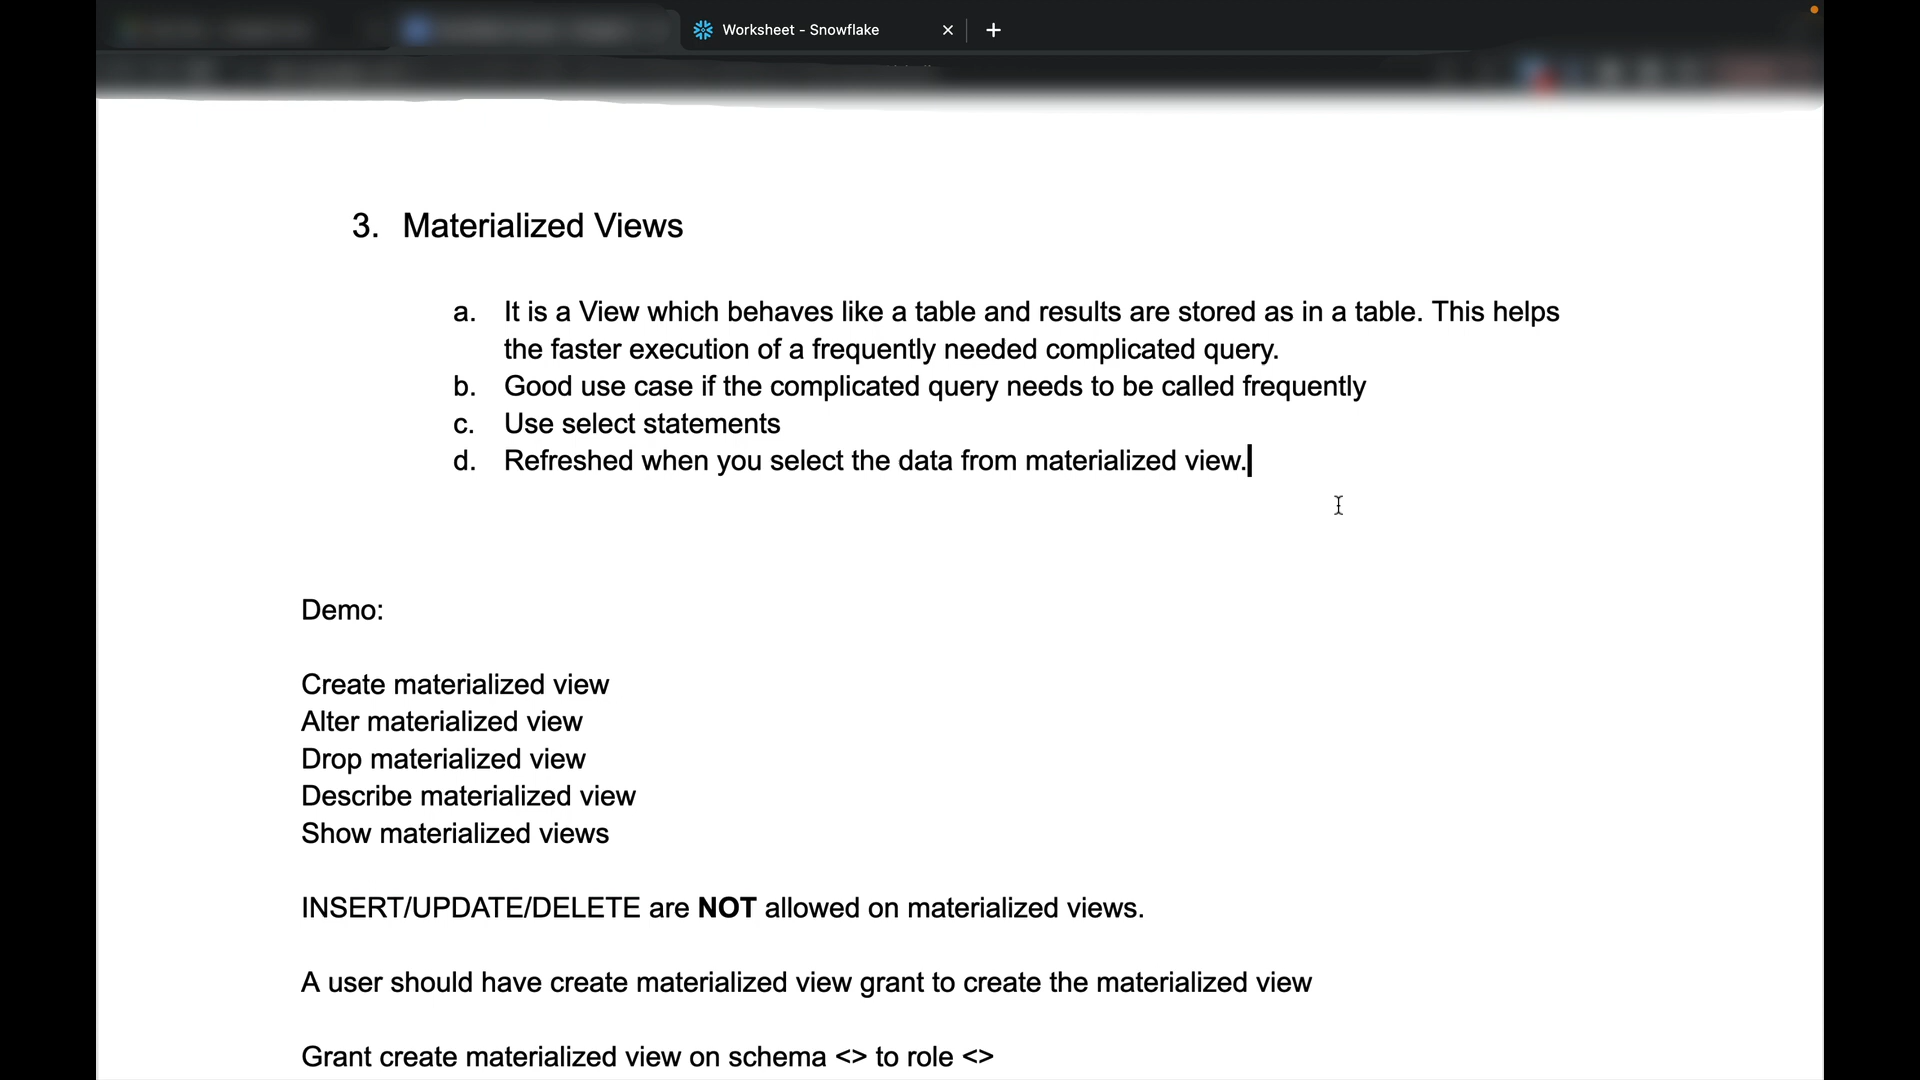 Worksheet - Snowflake
3. Materialized Views
a. It is a View which behaves like a table and results are stored as in a table. This helps
the faster execution of a frequently needed complicated query.
b. Good use case if the complicated query needs to be called frequently
c. Use select statements
d. Refreshed when you select the data from materialized view.
Demo:
Create materialized view
Alter materialized view
Drop materialized view
Describe materialized view
Show materialized views
INSERT/UPDATE/DELETE are NOT allowed on materialized views.
A user should have create materialized view grant to create the materialized view
Grant create materialized view on schema <> to role <>